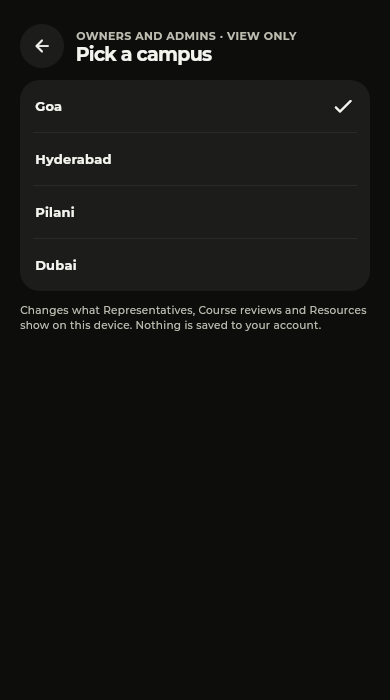 OWNERS AND ADMINS · VIEW ONLY
Pick a campus
Goa
Hyderabad
Pilani
Dubai
Changes what Representatives, Course reviews and Resources
show on this device. Nothing is saved to your account.